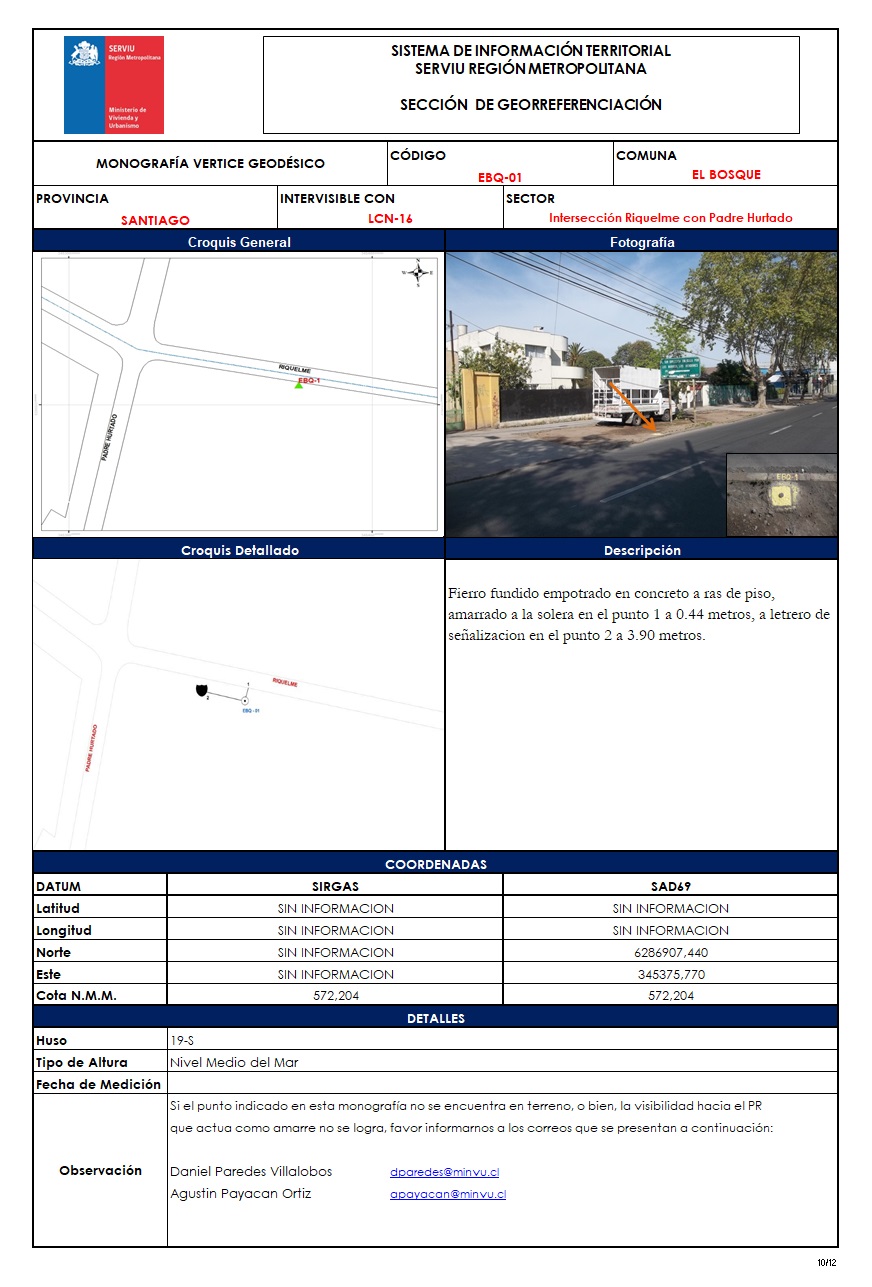 SERVIU
Región Metropolitana
Ministerio de
Vivienda y
Urbanismo
SISTEMA DE INFORMACIÓN TERRITORIAL
SERVIU REGIÓN METROPOLITANA
SECCIÓN DE GEORREFERENCIACIÓN
MONOGRAFÍA VERTICE GEODÉSICO
CÓDIGO
EBQ-01
COMUNA
EL BOSQUE
PROVINCIA
SANTIAGO
INTERVISIBLE CON
LCN-16
SECTOR
Intersección Riquelme con Padre Hurtado
Croquis General
Fotografía
N
W E
S
RIQUELME
EBQ-1
PADRE HURTADO
EBQ-1
Croquis Detallado
Descripción
RIQUELME
1
2
EBQ - 01
PADRE HURTADO
Fierro fundido empotrado en concreto a ras de piso,
amarrado a la solera en el punto 1 a 0.44 metros, a letrero de
señalizacion en el punto 2 a 3.90 metros.
COORDENADAS
DATUM SIRGAS SAD69
Latitud SIN INFORMACION SIN INFORMACION
Longitud SIN INFORMACION SIN INFORMACION
Norte SIN INFORMACION 6286907,440
Este SIN INFORMACION 345375,770
Cota N.M.M. 572,204 572,204
DETALLES
Huso 19-S
Tipo de Altura Nivel Medio del Mar
Fecha de Medición
Observación
Si el punto indicado en esta monografía no se encuentra en terreno, o bien, la visibilidad hacia el PR
que actua como amarre no se logra, favor informarnos a los correos que se presentan a continuación:
Daniel Paredes Villalobos dparedes@minvu.cl
Agustin Payacan Ortiz apayacan@minvu.cl
10/12